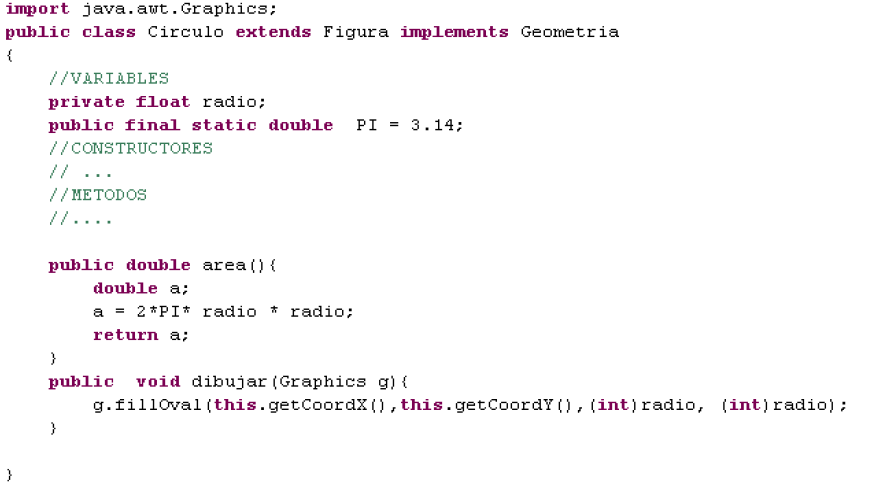 import java.awt.Graphics;
public class Circulo extends Figura implements Geometria
{
    //VARIABLES
    private float radio;
    public final static double  PI = 3.14;
    //CONSTRUCTORES
    // ...
    //METODOS
    //....

    public double area(){
        double a;
        a = 2*PI* radio * radio;
        return a;
    }
    public  void dibujar(Graphics g){
        g.fillOval(this.getCoordX(),this.getCoordY(),(int)radio, (int)radio);
    }

}